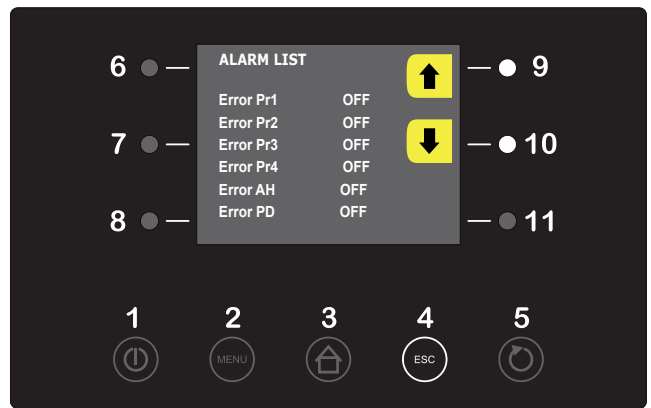 ALARM LIST
6
9
Error Pr1 OFF
Error Pr2 OFF
7
Error Pr3 OFF
10
Error Pr4 OFF
Error AH OFF
8
Error PD OFF
11
1 2 3 4 5
MENU ESC